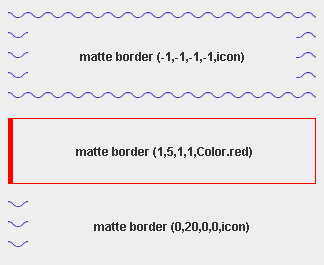 matte border (-1,-1,-1,-1,icon)
matte border (1,5,1,1,Color.red)
matte border (0,20,0,0,icon)